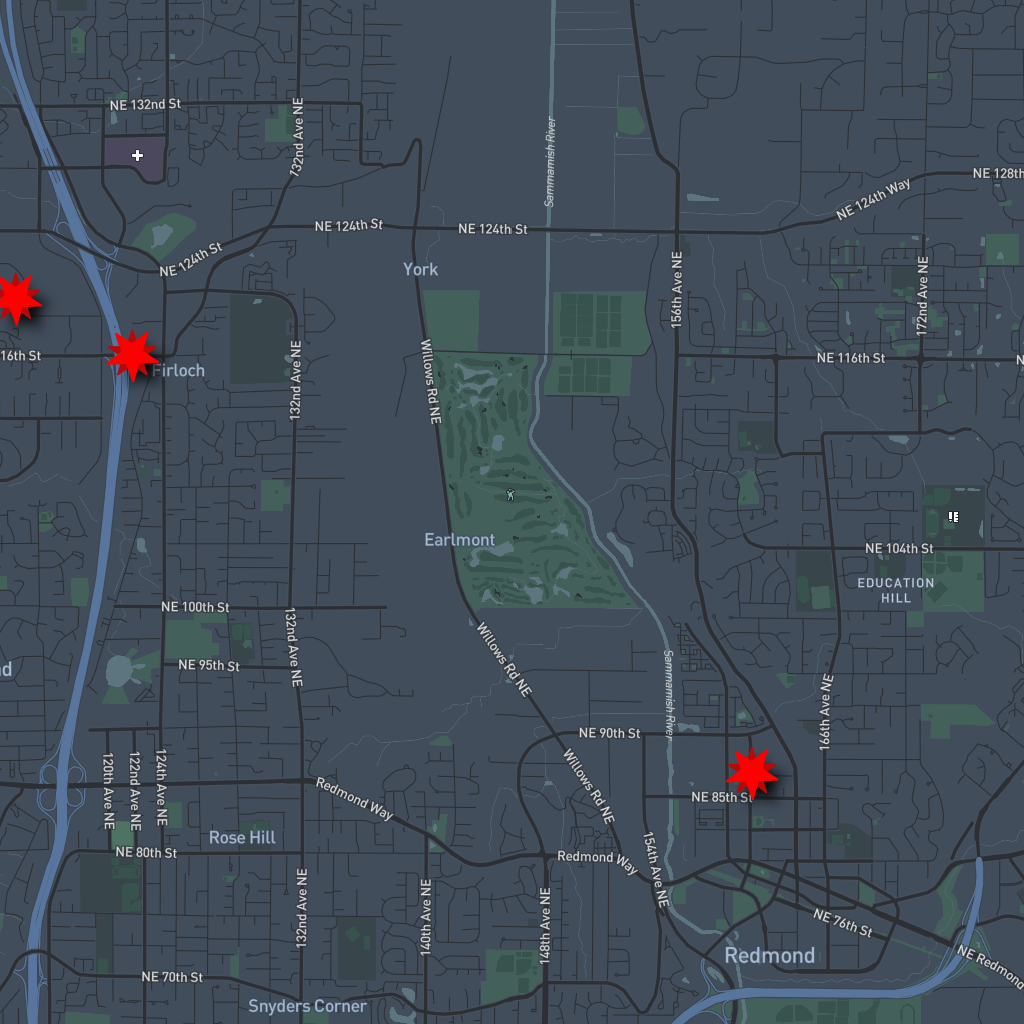 NE 132nd St
132nd Ave NE
Sammamish River
NE 128th
NE 124th Way
NE 124th St
NE 124th St
NE 124th St
York
156th Ave NE
172nd Ave NE
16th St
Firloch
132nd Ave NE
Willows Rd NE
NE 116th St
N
Earlmont
NE 104th St
EDUCATION
HILL
NE 100th St
132nd Ave NE
Willows Rd NE
Sammamish River
NE 95th St
nd
166th Ave NE
NE 90th St
120th Ave NE
122nd Ave NE
124th Ave NE
Redmond Way
Willows Rd NE
NE 85th St
Rose Hill
NE 80th St
Redmond Way
154th Ave NE
132nd Ave NE
140th Ave NE
148th Ave NE
NE 76th St
Redmond
NE Redmond
NE 70th St
Snyders Corner